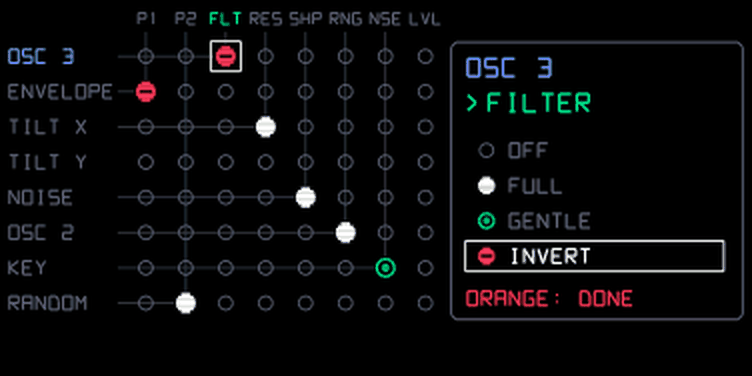 P1 P2 FLT RES SHP RNG NSE LVL
OSC 3
ENVELOPE
TILT X
TILT Y
NOISE
OSC 2
KEY
RANDOM
OSC 3
>FILTER
OFF
FULL
GENTLE
INVERT
ORANGE: DONE